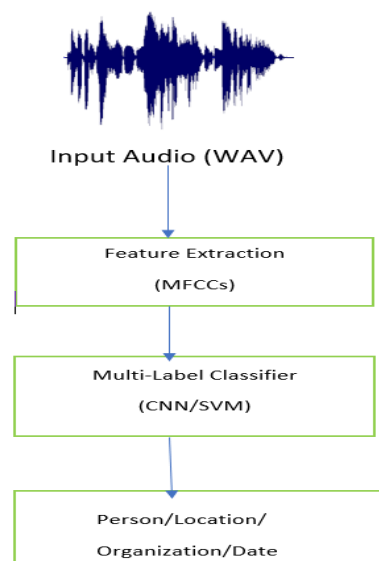 Input Audio (WAV)
Feature Extraction
(MFCCs)
Multi-Label Classifier
(CNN/SVM)
Person/Location/
Organization/Date